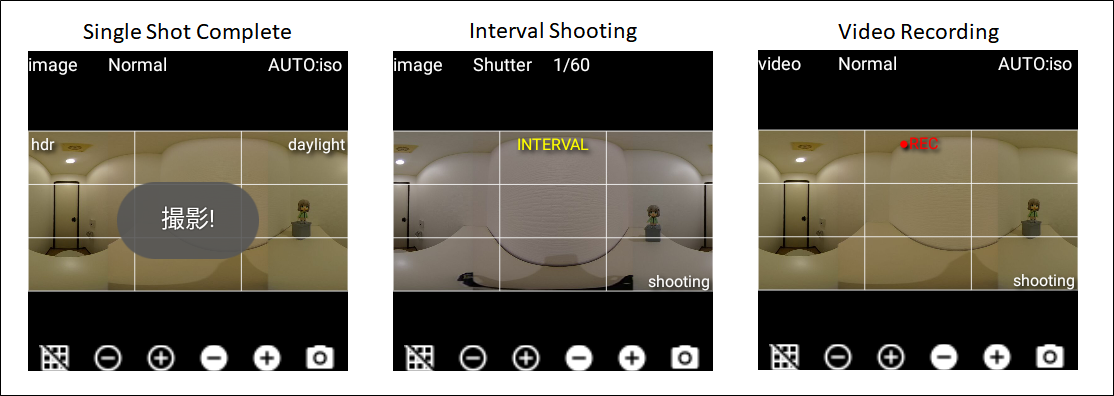 Single Shot Complete
image Normal AUTO:iso
hdr daylight
撮影!
Interval Shooting
image Shutter 1/60
INTERVAL
shooting
Video Recording
video Normal AUTO:iso
●REC
shooting